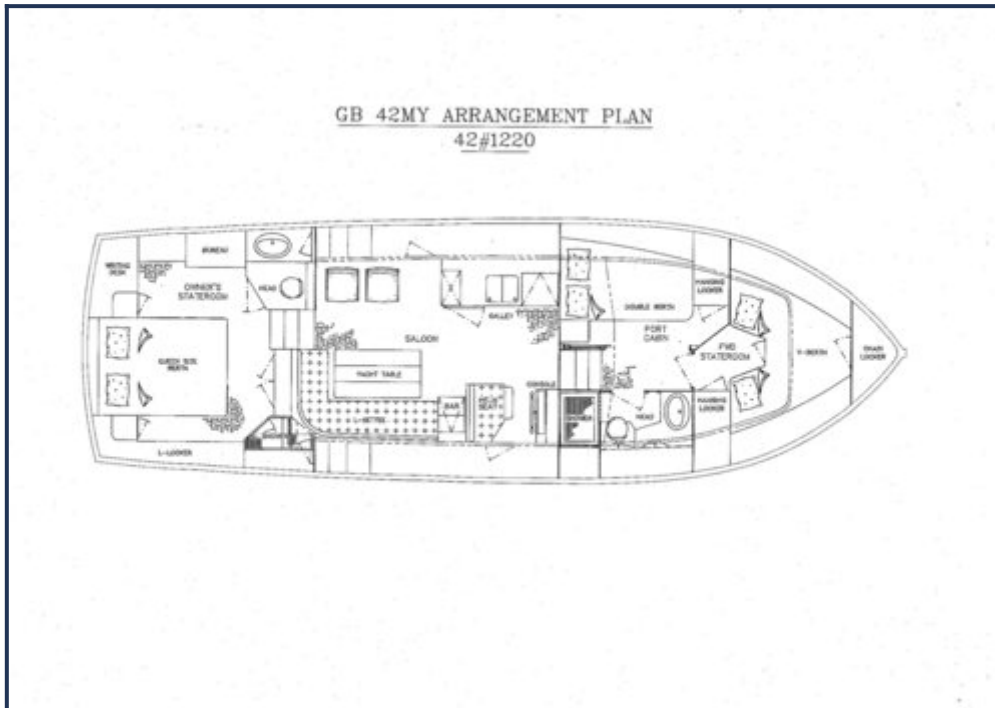 GB 42MY ARRANGEMENT PLAN
42#1220
WRITING
DESK
BUREAU
OWNER'S
STATEROOM
HEAD
QUEEN SIZE
BERTH
L-LOCKER
SALOON
GALLEY
YACHT TABLE
L-SETTEE
BAR
HELM
SEAT
CONSOLE
DOUBLE BERTH
PORT
CABIN
HANGING
LOCKER
FWD
STATEROOM
V-BERTH
CHAIN
LOCKER
HANGING
LOCKER
HEAD
SHOWER